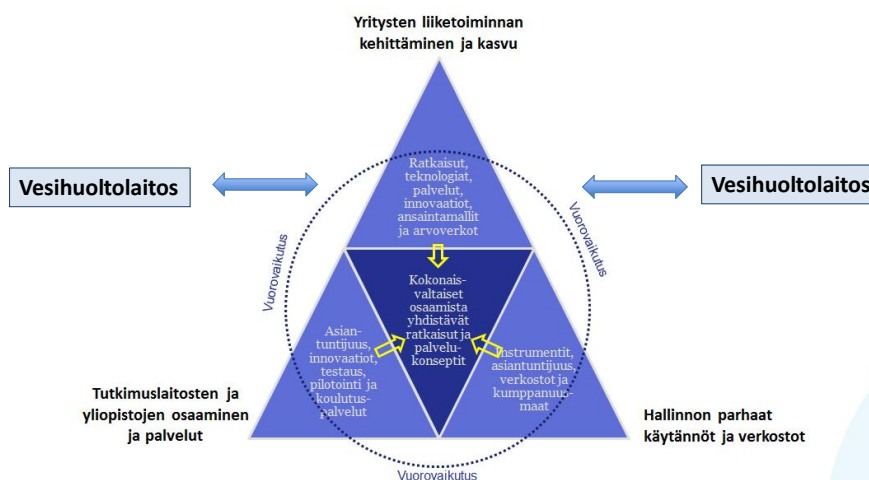 Yritysten liiketoiminnan
kehittäminen ja kasvu
Vesihuoltolaitos
Vesihuoltolaitos
Ratkaisut,
teknologiat,
palvelut,
innovaatiot,
ansaintamallit
ja arvoverkot
Vuorovaikutus
Vuorovaikutus
Kokonais-
valtaiset
osaamista
yhdistävät
ratkaisut ja
palvelu-
konseptit
Asian-
tuntijuus,
innovaatiot,
testaus,
pilotointi ja
koulutus-
palvelut
Instrumentit,
asiantuntijuus,
verkostot ja
kumppanuus-
maat
Tutkimuslaitosten ja
yliopistojen osaaminen
ja palvelut
Hallinnon parhaat
käytännöt ja verkostot
Vuorovaikutus